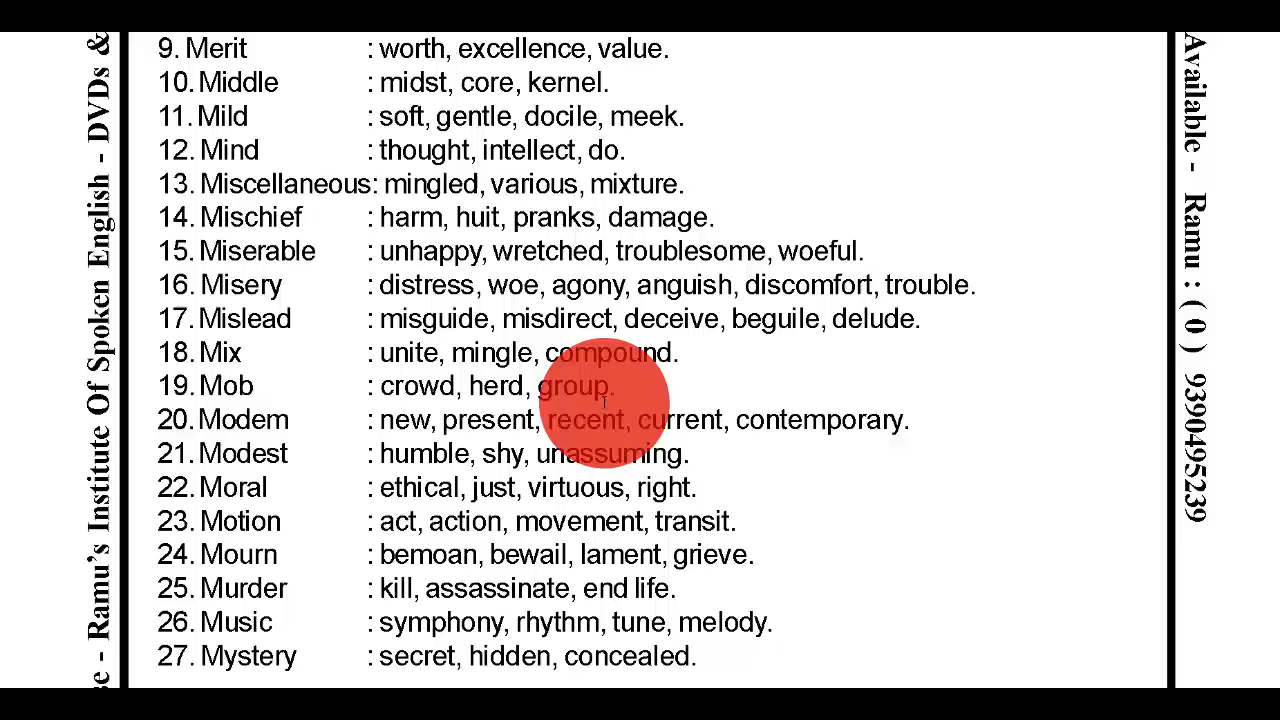 9. Merit : worth, excellence, value.
10. Middle : midst, core, kernel.
11. Mild : soft, gentle, docile, meek.
12. Mind : thought, intellect, do.
13. Miscellaneous: mingled, various, mixture.
14. Mischief : harm, huit, pranks, damage.
15. Miserable : unhappy, wretched, troublesome, woeful.
16. Misery : distress, woe, agony, anguish, discomfort, trouble.
17. Mislead : misguide, misdirect, deceive, beguile, delude.
18. Mix : unite, mingle, compound.
19. Mob : crowd, herd, group.
20. Modem : new, present, recent, current, contemporary.
21. Modest : humble, shy, unassuming.
22. Moral : ethical, just, virtuous, right.
23. Motion : act, action, movement, transit.
24. Mourn : bemoan, bewail, lament, grieve.
25. Murder : kill, assassinate, end life.
26. Music : symphony, rhythm, tune, melody.
27. Mystery : secret, hidden, concealed.
- Ramu's Institute Of Spoken English - DVDs &
Available - Ramu : ( 0 ) 9390495239